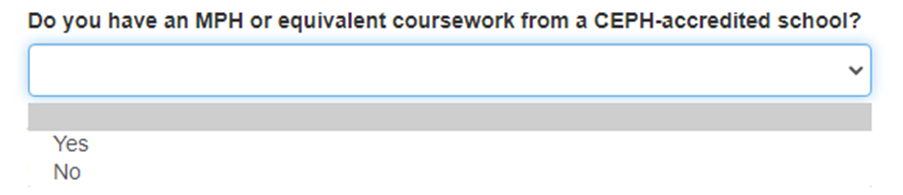 Do you have an MPH or equivalent coursework from a CEPH-accredited school?
Yes
No